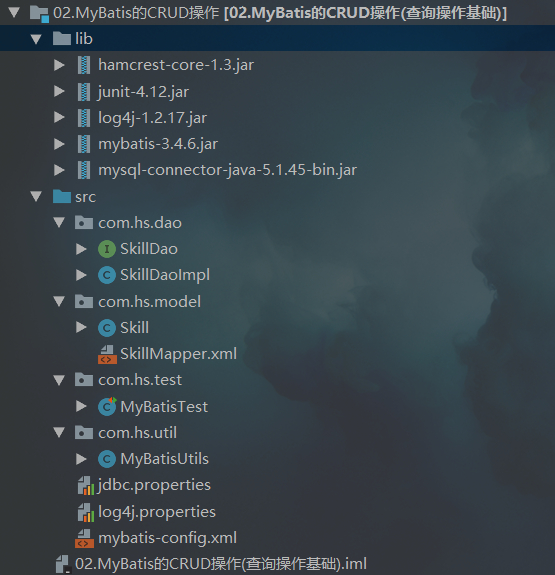 02.MyBatis的CRUD操作 [02.MyBatis的CRUD操作(查询操作基础)]
lib
hamcrest-core-1.3.jar
junit-4.12.jar
log4j-1.2.17.jar
mybatis-3.4.6.jar
mysql-connector-java-5.1.45-bin.jar
src
com.hs.dao
I SkillDao
C SkillDaoImpl
com.hs.model
C Skill
SkillMapper.xml
com.hs.test
C MyBatisTest
com.hs.util
C MyBatisUtils
jdbc.properties
log4j.properties
mybatis-config.xml
02.MyBatis的CRUD操作(查询操作基础).iml